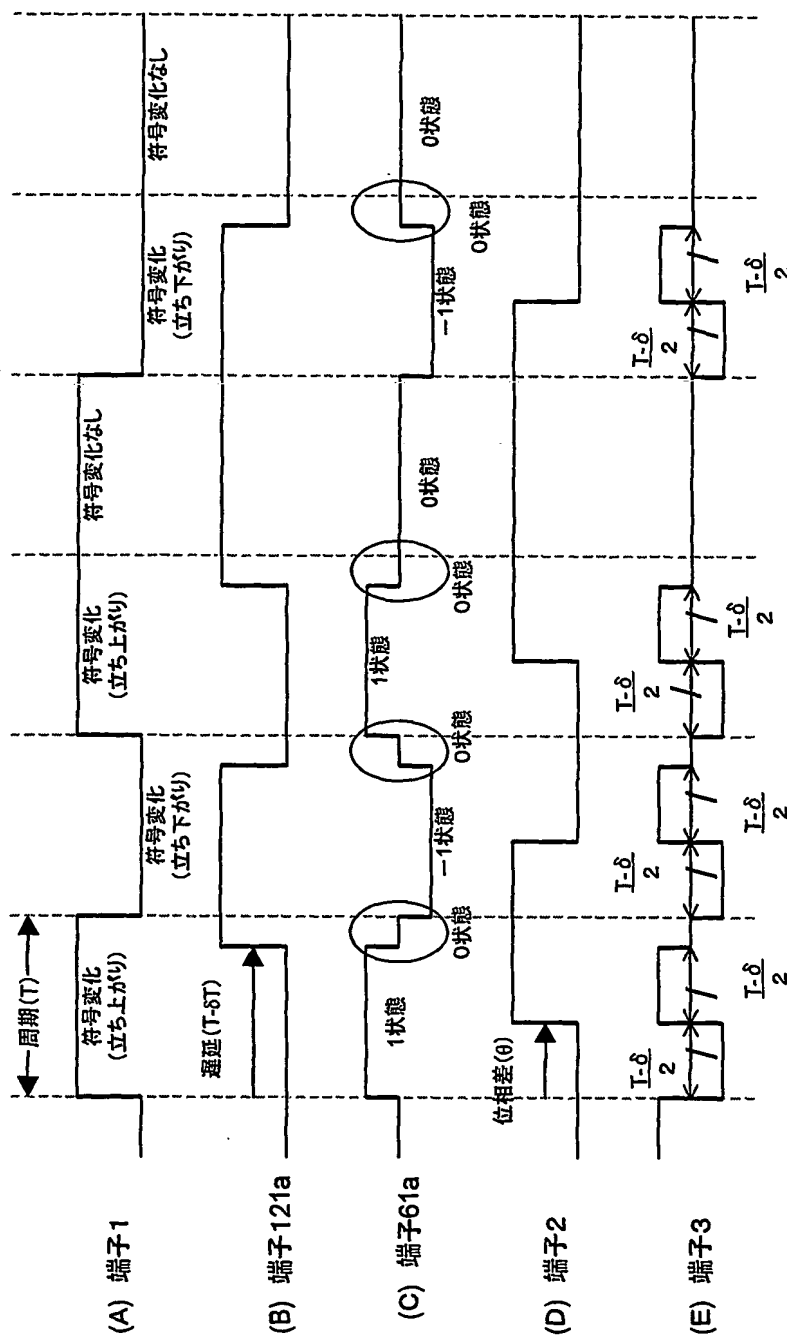 (A) 端子1
周期(T)
符号変化
(立ち上がり)
符号変化
(立ち下がり)
符号変化
(立ち上がり)
符号変化なし
符号変化
(立ち下がり)
符号変化なし
(B) 端子121a
遅延(T-δT)
(C) 端子61a
1状態
0状態
−1状態
0状態
1状態
0状態
0状態
−1状態
0状態
0状態
(D) 端子2
位相差(θ)
(E) 端子3
T-δ
2
T-δ
2
T-δ
2
T-δ
2
T-δ
2
T-δ
2
T-δ
2
T-δ
2